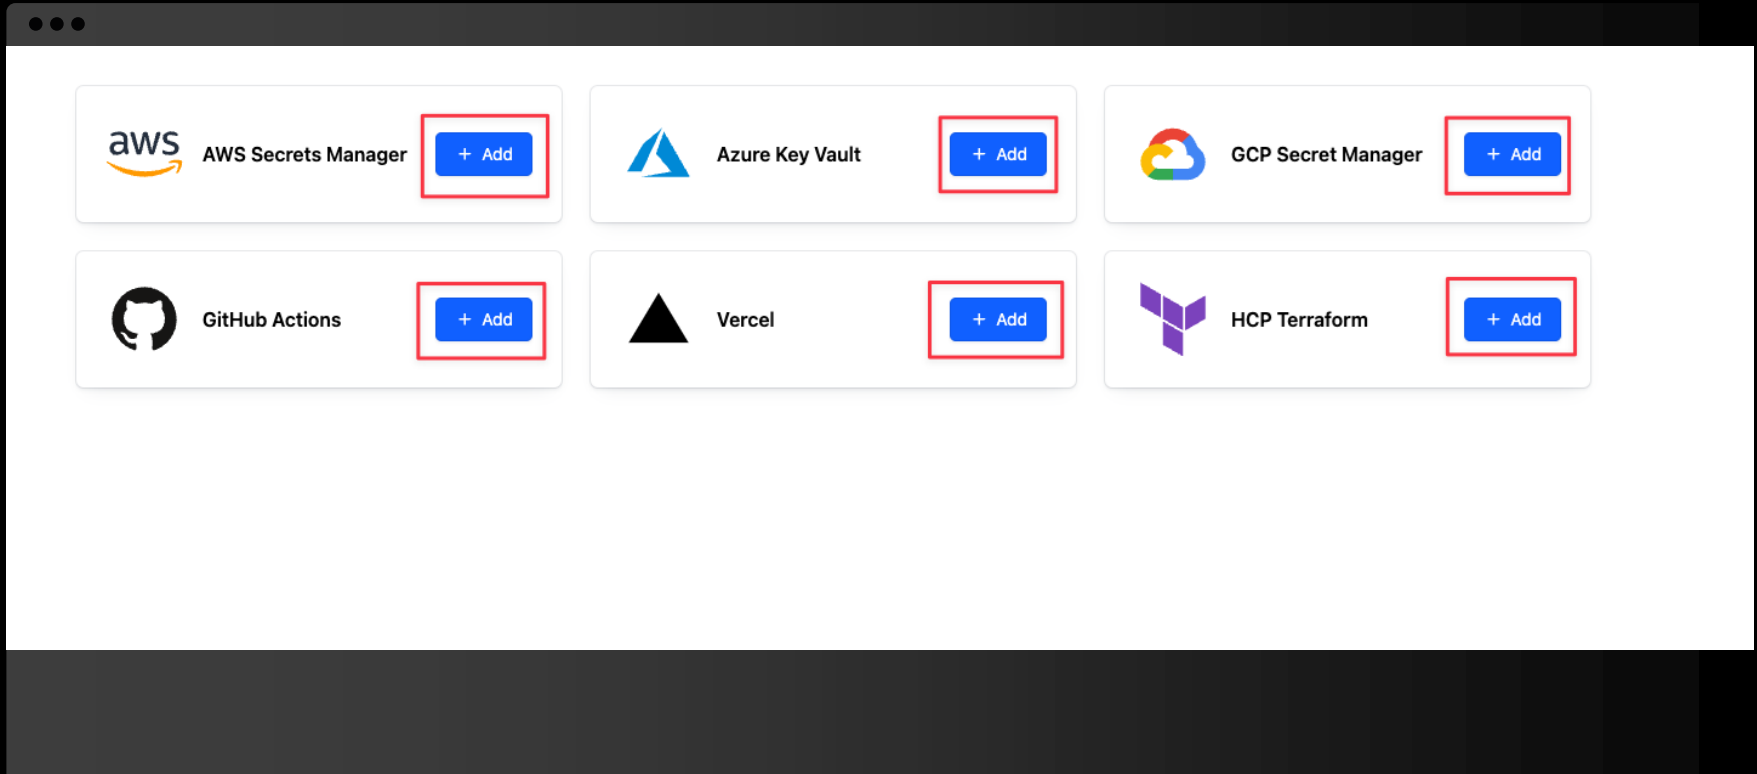 aws AWS Secrets Manager + Add
Azure Key Vault + Add
GCP Secret Manager + Add
GitHub Actions + Add
Vercel + Add
HCP Terraform + Add